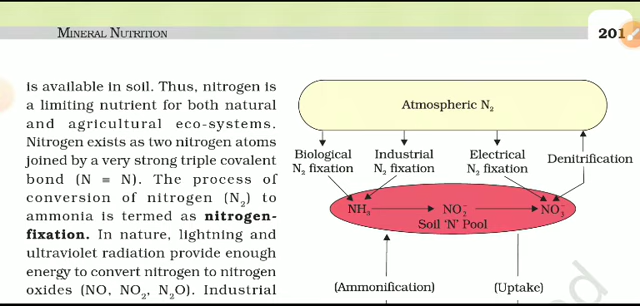 MINERAL NUTRITION
201
is available in soil. Thus, nitrogen is
a limiting nutrient for both natural
and agricultural eco-systems.
Nitrogen exists as two nitrogen atoms
joined by a very strong triple covalent
bond (N ≡ N). The process of
conversion of nitrogen (N₂) to
ammonia is termed as nitrogen-
fixation. In nature, lightning and
ultraviolet radiation provide enough
energy to convert nitrogen to nitrogen
oxides (NO, NO₂, N₂O). Industrial
Atmospheric N₂
Biological
N₂ fixation
Industrial
N₂ fixation
Electrical
N₂ fixation
Denitrification
NH₃
NO₂⁻
NO₃⁻
Soil 'N' Pool
(Ammonification)
(Uptake)